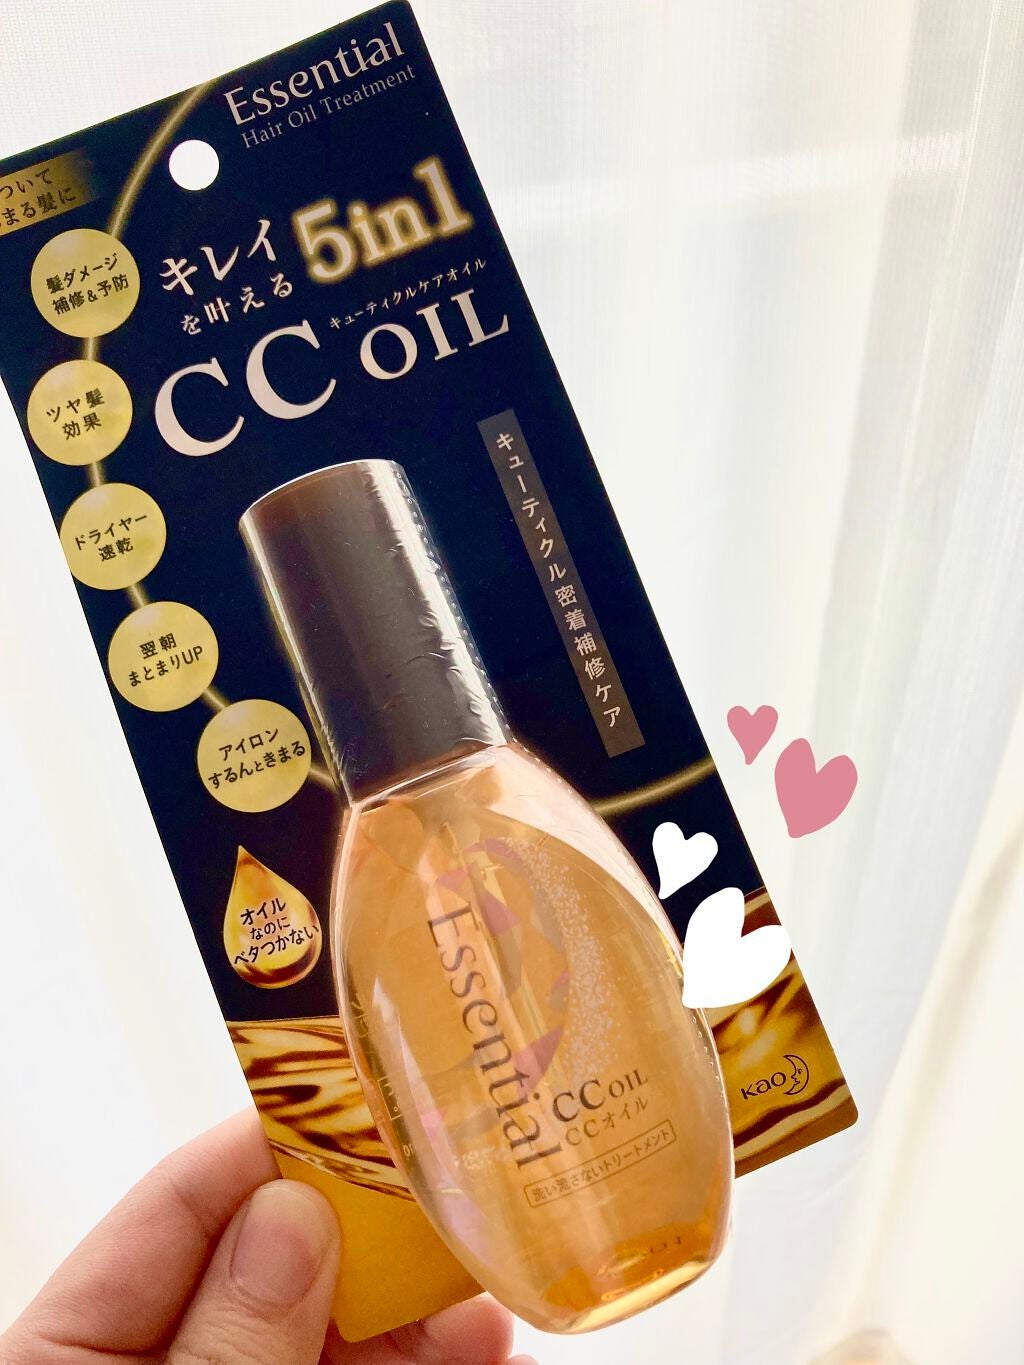 Essential
Hair Oil Treatment
ついて
まる髪に
キレイ
を叶える
5in1
キューティクルケアオイル
CC OIL
髪ダメージ
補修&予防
ツヤ髪
効果
ドライヤー
速乾
翌朝
まとまりUP
アイロン
するんときまる
キューティクル密着補修ケア
オイル
なのに
ベタつかない
Essential
CC OIL
CCオイル
洗い流さないトリートメント
Kao